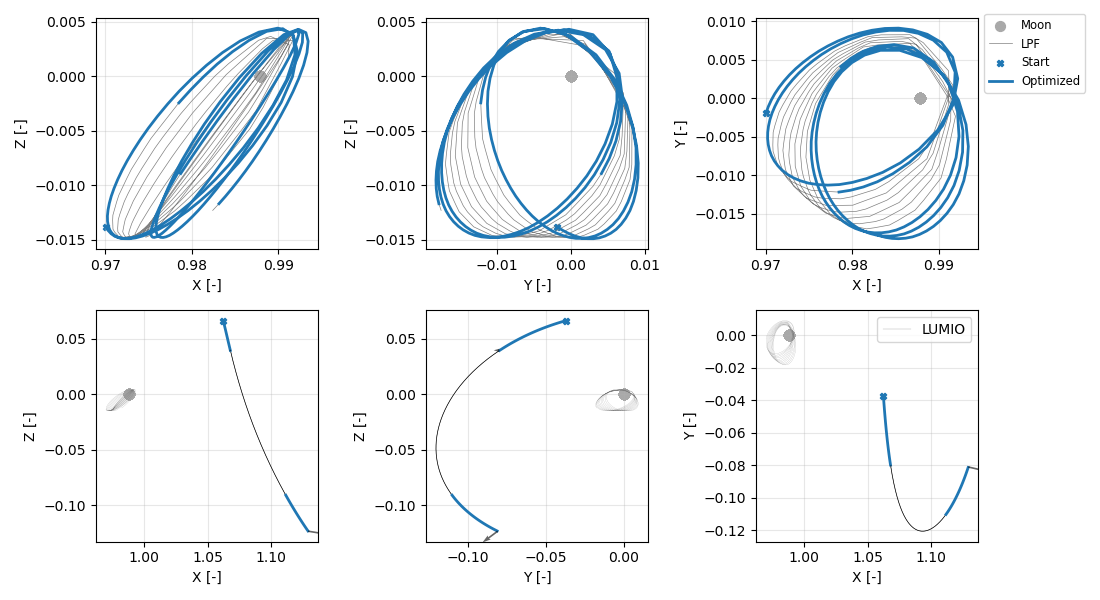 0.005
0.000
−0.005
−0.010
−0.015
Z [-]
0.97
0.98
0.99
X [-]
0.005
0.000
−0.005
−0.010
−0.015
Z [-]
−0.01
0.00
0.01
Y [-]
0.010
0.005
0.000
−0.005
−0.010
−0.015
Y [-]
0.97
0.98
0.99
X [-]
Moon
LPF
Start
Optimized
0.05
0.00
−0.05
−0.10
Z [-]
1.00
1.05
1.10
X [-]
0.05
0.00
−0.05
−0.10
Z [-]
−0.10
−0.05
0.00
Y [-]
LUMIO
0.00
−0.02
−0.04
−0.06
−0.08
−0.10
−0.12
Y [-]
1.00
1.05
1.10
X [-]